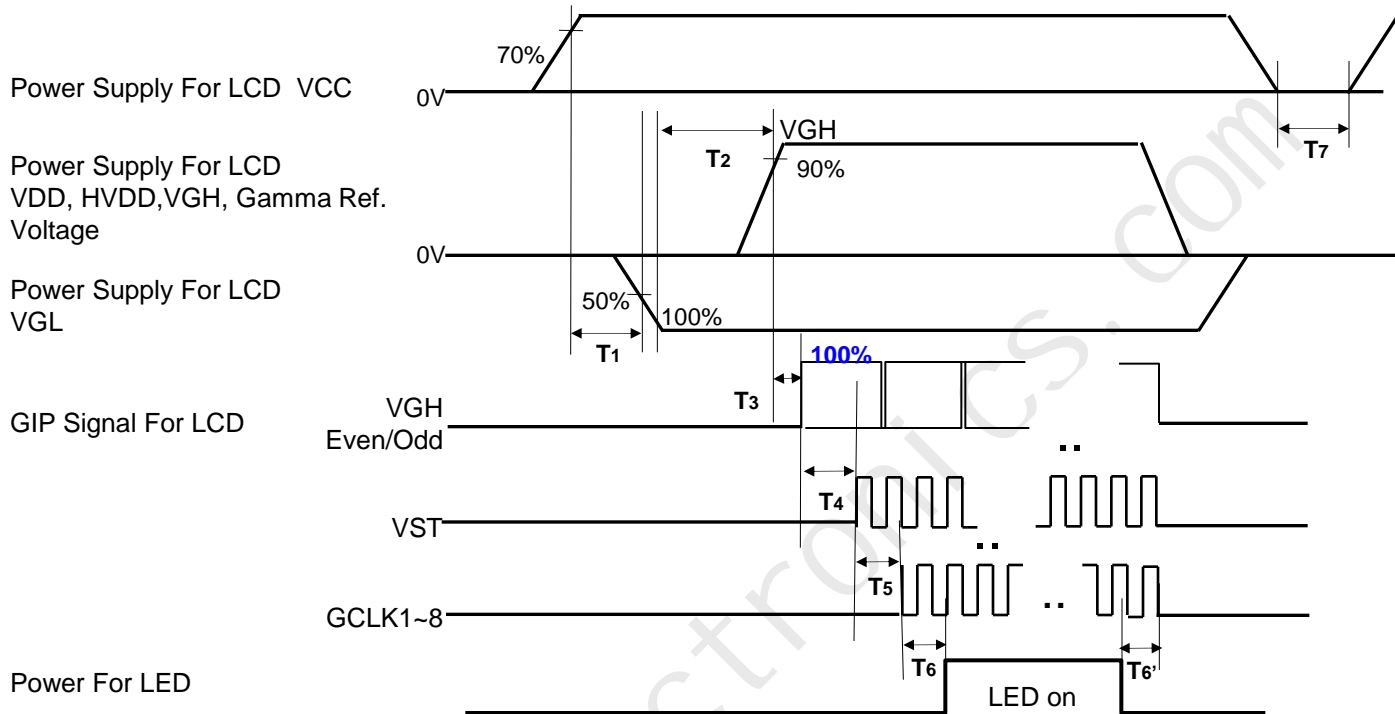 70%
Power Supply For LCD VCC
0V
T7
VGH
T2
90%
Power Supply For LCD
VDD, HVDD,VGH, Gamma Ref.
Voltage
0V
Power Supply For LCD
VGL
50%
100%
T1
100%
T3
GIP Signal For LCD
VGH
Even/Odd
..
T4
VST
..
T5
GCLK1~8
..
T6
T6’
Power For LED
LED on
ctronics.com